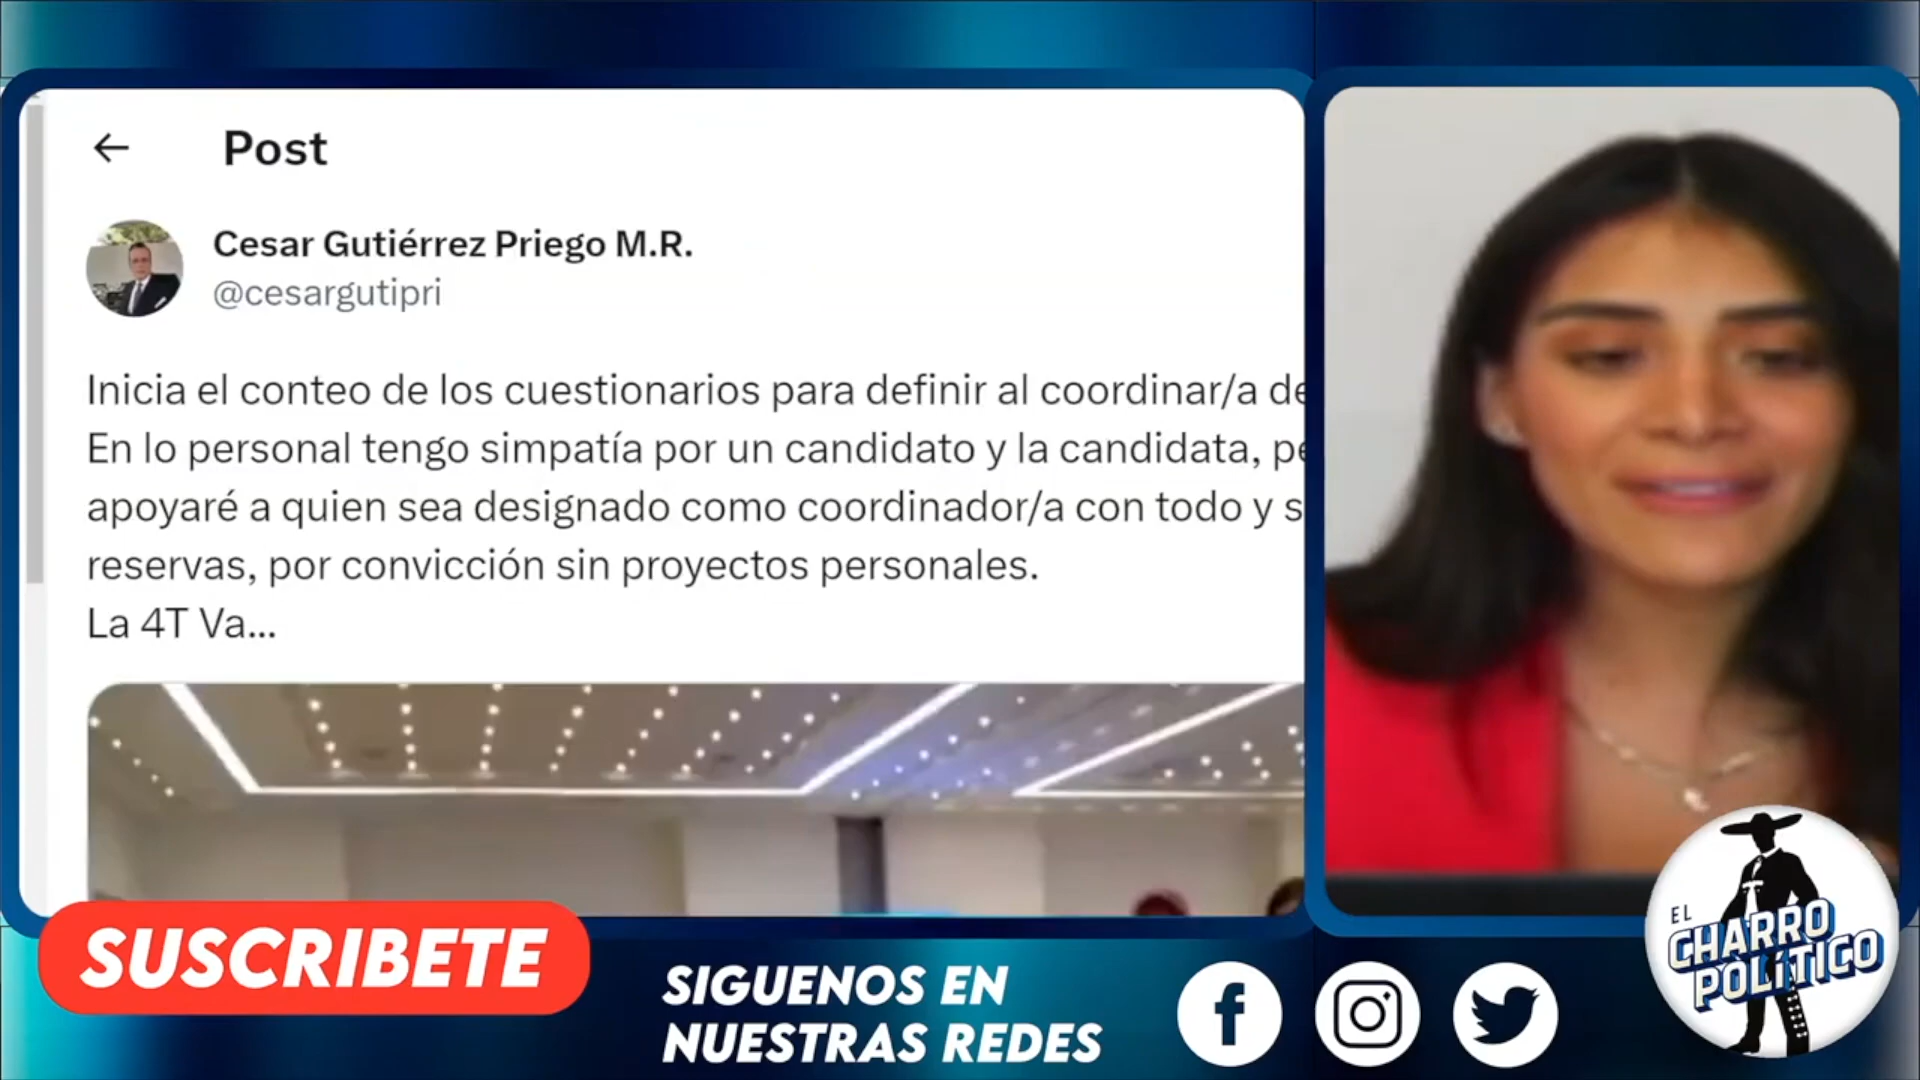 Post
Cesar Gutiérrez Priego M.R.
@cesargutipri
Inicia el conteo de los cuestionarios para definir al coordinar/a de
En lo personal tengo simpatía por un candidato y la candidata, pe
apoyaré a quien sea designado como coordinador/a con todo y s
reservas, por convicción sin proyectos personales.
La 4T Va...
SUSCRIBETE
SIGUENOS EN
NUESTRAS REDES
EL
CHARRO
POLÍTICO